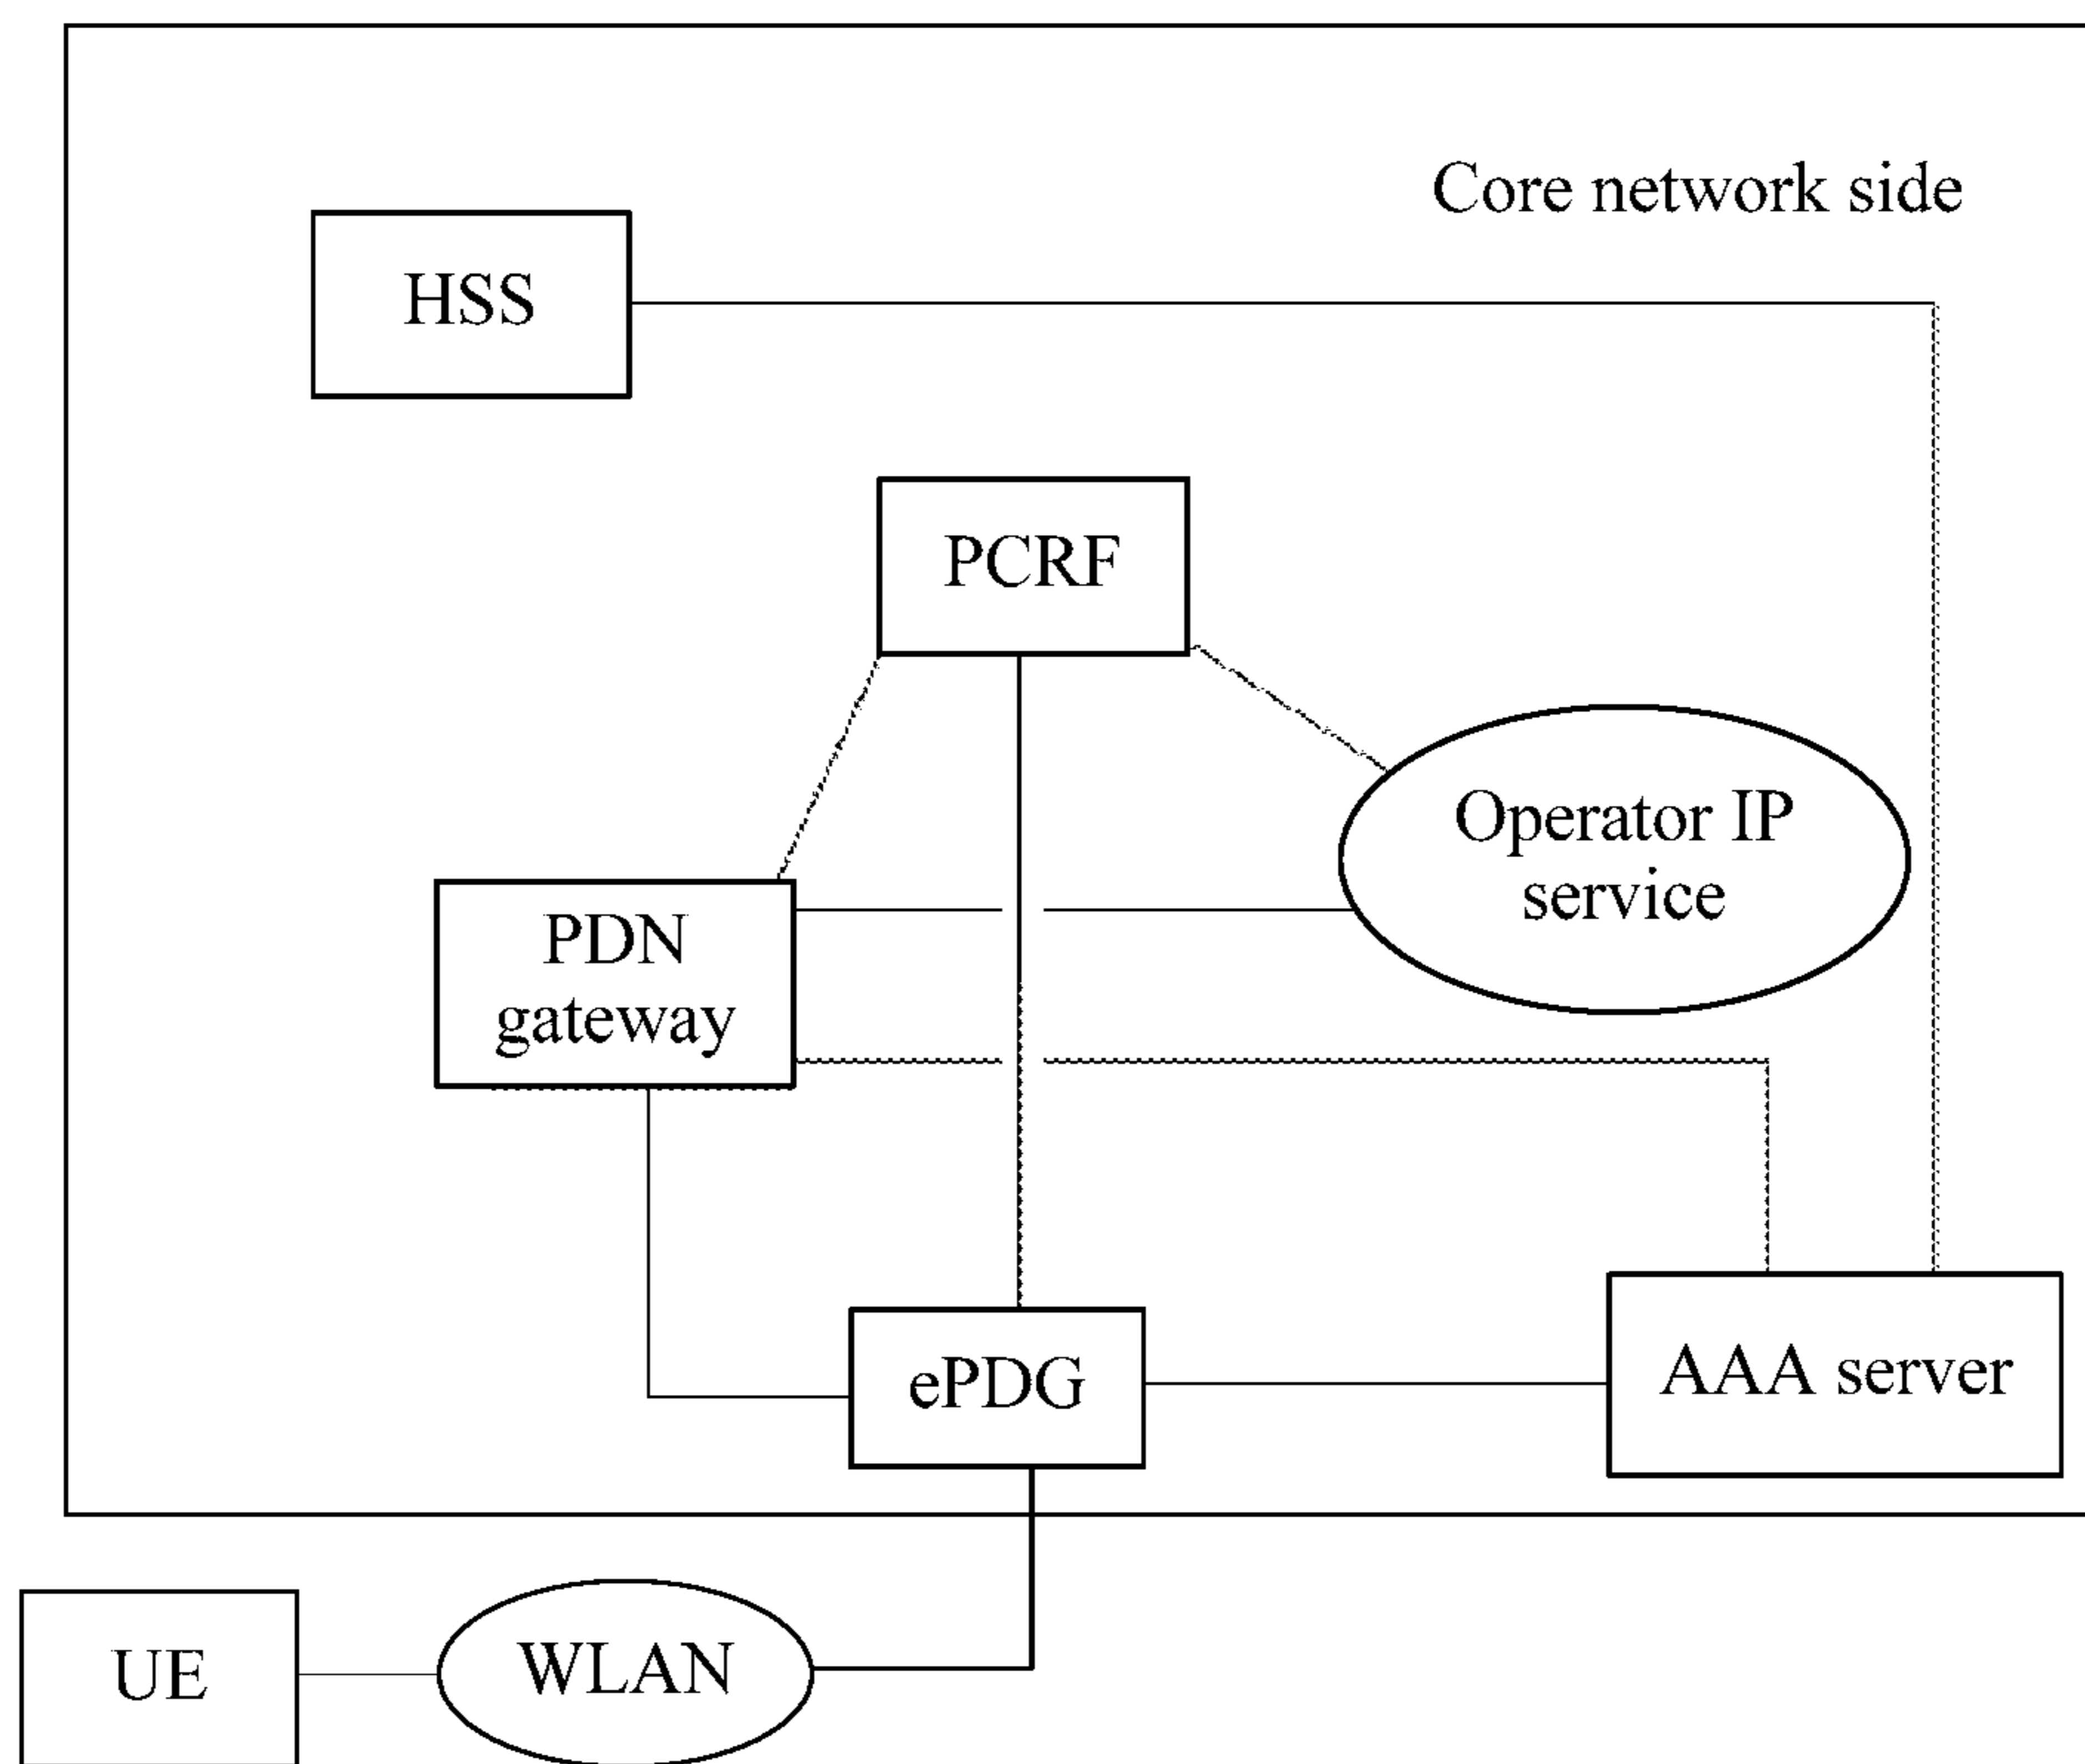 Core network side
HSS
PCRF
Operator IP
service
PDN
gateway
ePDG
AAA server
UE
WLAN